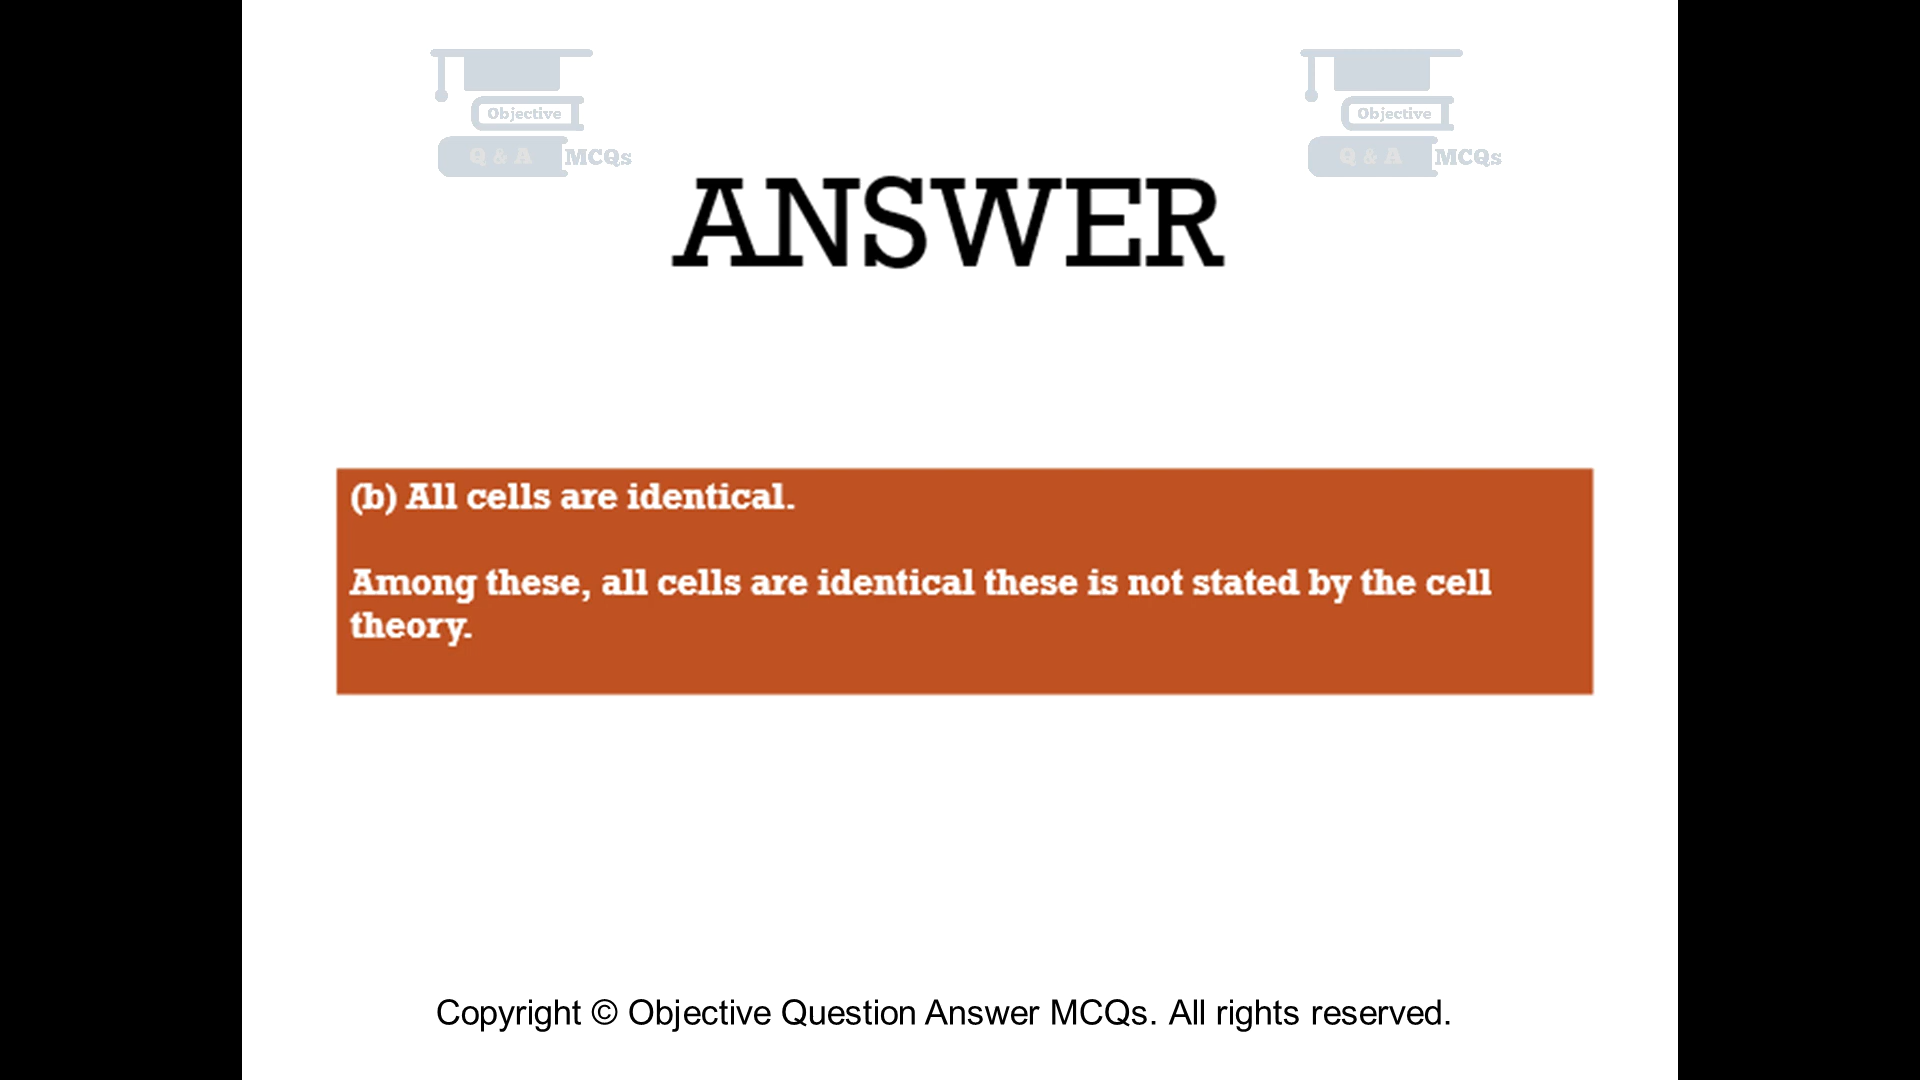 Objective
Q & A MCQs
Objective
Q & A MCQs
ANSWER
(b) All cells are identical.
Among these, all cells are identical these is not stated by the cell
theory.
Copyright © Objective Question Answer MCQs. All rights reserved.